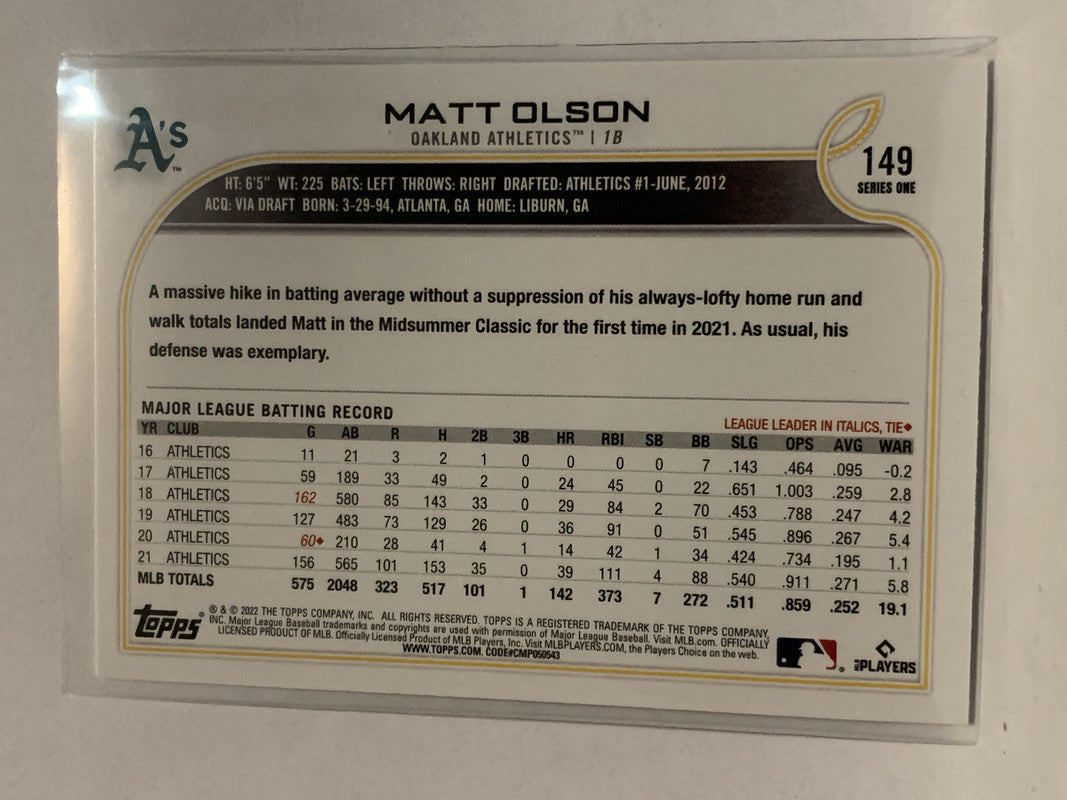 A's™
MATT OLSON
OAKLAND ATHLETICS™ | 1B
149
SERIES ONE
HT: 6'5" WT: 225 BATS: LEFT THROWS: RIGHT DRAFTED: ATHLETICS #1-JUNE, 2012
ACQ: VIA DRAFT BORN: 3-29-94, ATLANTA, GA HOME: LIBURN, GA
A massive hike in batting average without a suppression of his always-lofty home run and
walk totals landed Matt in the Midsummer Classic for the first time in 2021. As usual, his
defense was exemplary.
MAJOR LEAGUE BATTING RECORD
LEAGUE LEADER IN ITALICS, TIE◆
YR CLUB G AB R H 2B 3B HR RBI SB BB SLG OPS AVG WAR
16 ATHLETICS 11 21 3 2 1 0 0 0 0 7 .143 .464 .095 -0.2
17 ATHLETICS 59 189 33 49 2 0 24 45 0 22 .651 1.003 .259 2.8
18 ATHLETICS 162 580 85 143 33 0 29 84 2 70 .453 .788 .247 4.2
19 ATHLETICS 127 483 73 129 26 0 36 91 0 51 .545 .896 .267 5.4
20 ATHLETICS 60◆ 210 28 41 4 1 14 42 1 34 .424 .734 .195 1.1
21 ATHLETICS 156 565 101 153 35 0 39 111 4 88 .540 .911 .271 5.8
MLB TOTALS 575 2048 323 517 101 1 142 373 7 272 .511 .859 .252 19.1
Topps
® & © 2022 THE TOPPS COMPANY, INC. ALL RIGHTS RESERVED. TOPPS IS A REGISTERED TRADEMARK OF THE TOPPS COMPANY,
INC. Major League Baseball trademarks and copyrights are used with permission of Major League Baseball. Visit MLB.com. OFFICIALLY
LICENSED PRODUCT OF MLB. Officially Licensed Product of MLB Players, Inc. Visit MLBPLAYERS.COM, the Players Choice on the web.
WWW.TOPPS.COM. CODE#CMP050543
MLB PLAYERS